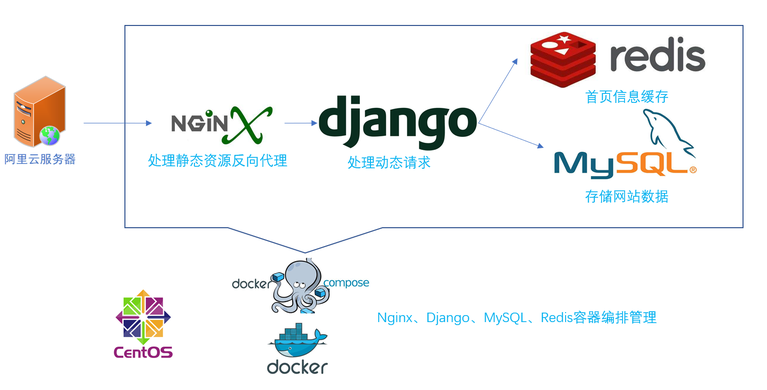 redis
首页信息缓存
NGiNX
django
阿里云服务器
处理静态资源反向代理
处理动态请求
MySQL®
存储网站数据
docker compose
Nginx、Django、MySQL、Redis容器编排管理
CentOS
docker